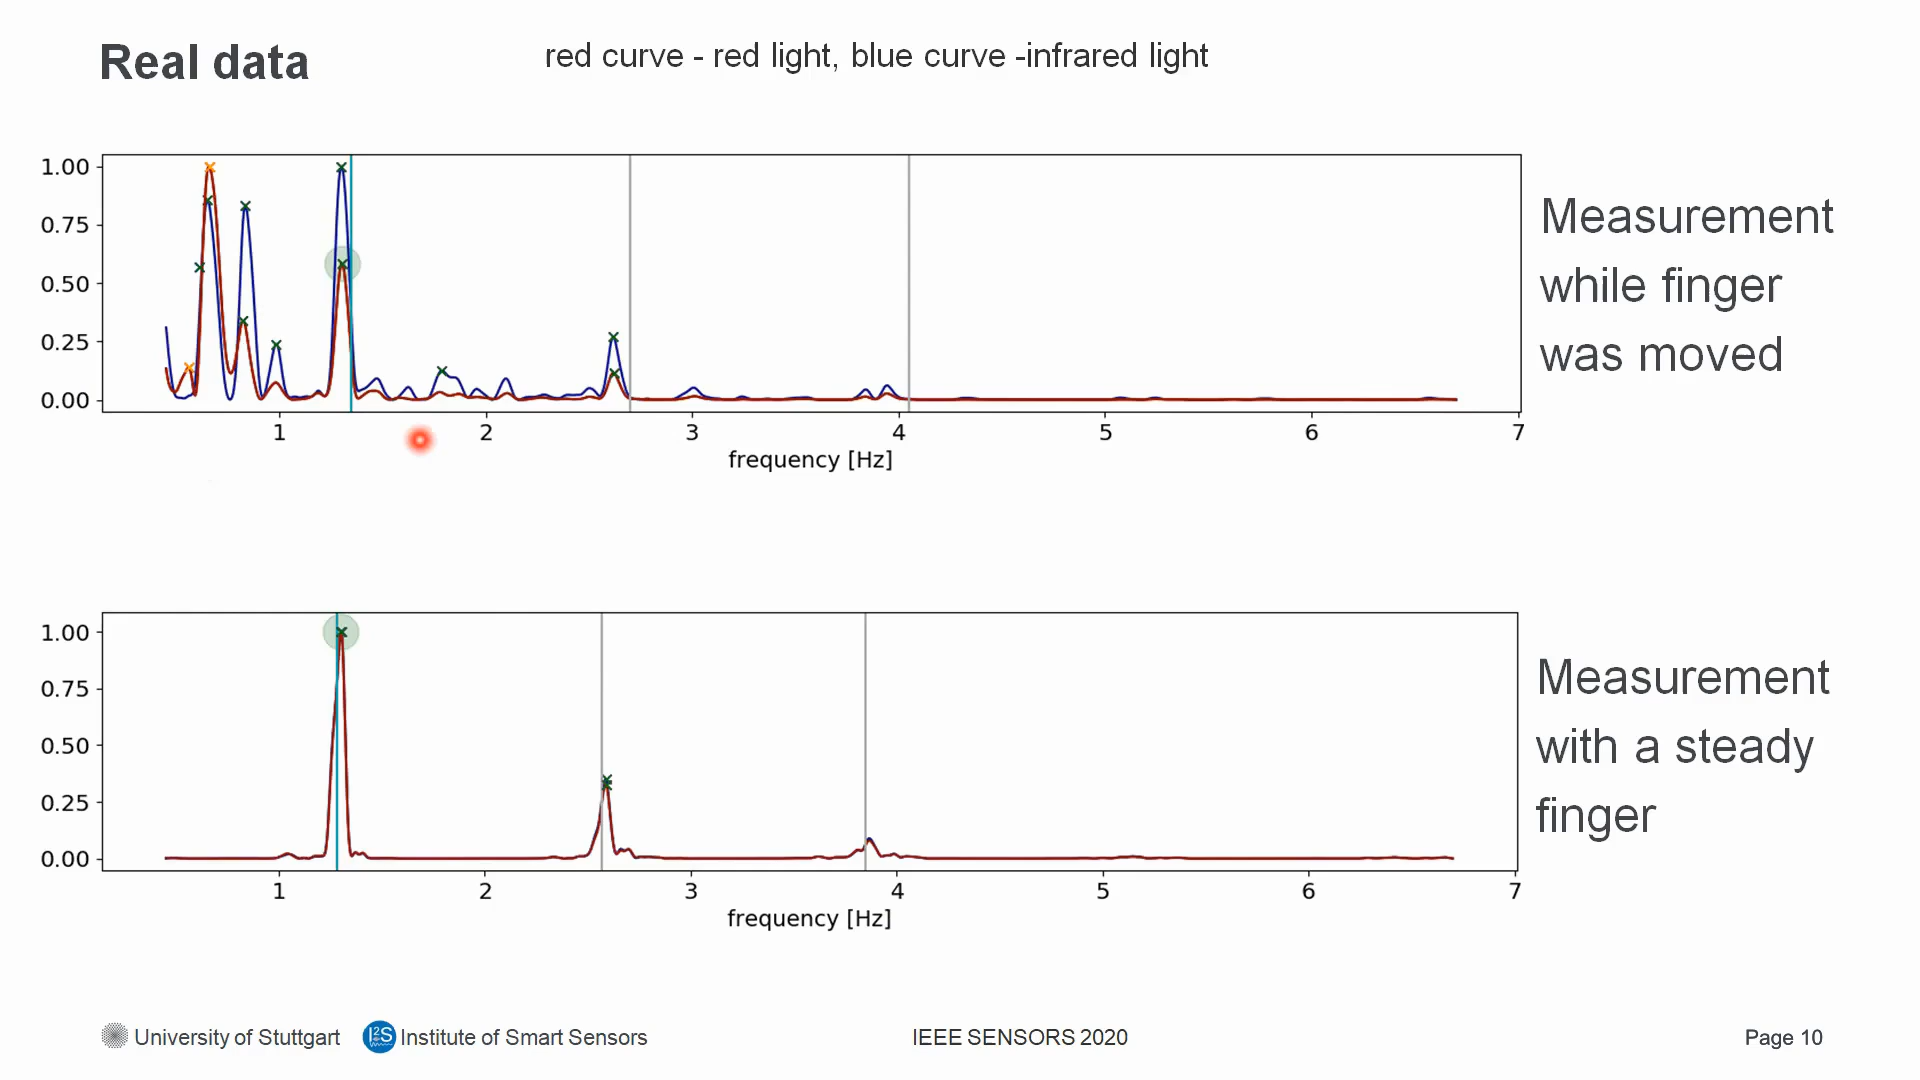 Real data
red curve - red light, blue curve -infrared light
1.00
0.75
0.50
0.25
0.00
1 2 3 4 5 6 7
frequency [Hz]
Measurement
while finger
was moved
1.00
0.75
0.50
0.25
0.00
1 2 3 4 5 6 7
frequency [Hz]
Measurement
with a steady
finger
University of Stuttgart I2S Institute of Smart Sensors IEEE SENSORS 2020 Page 10